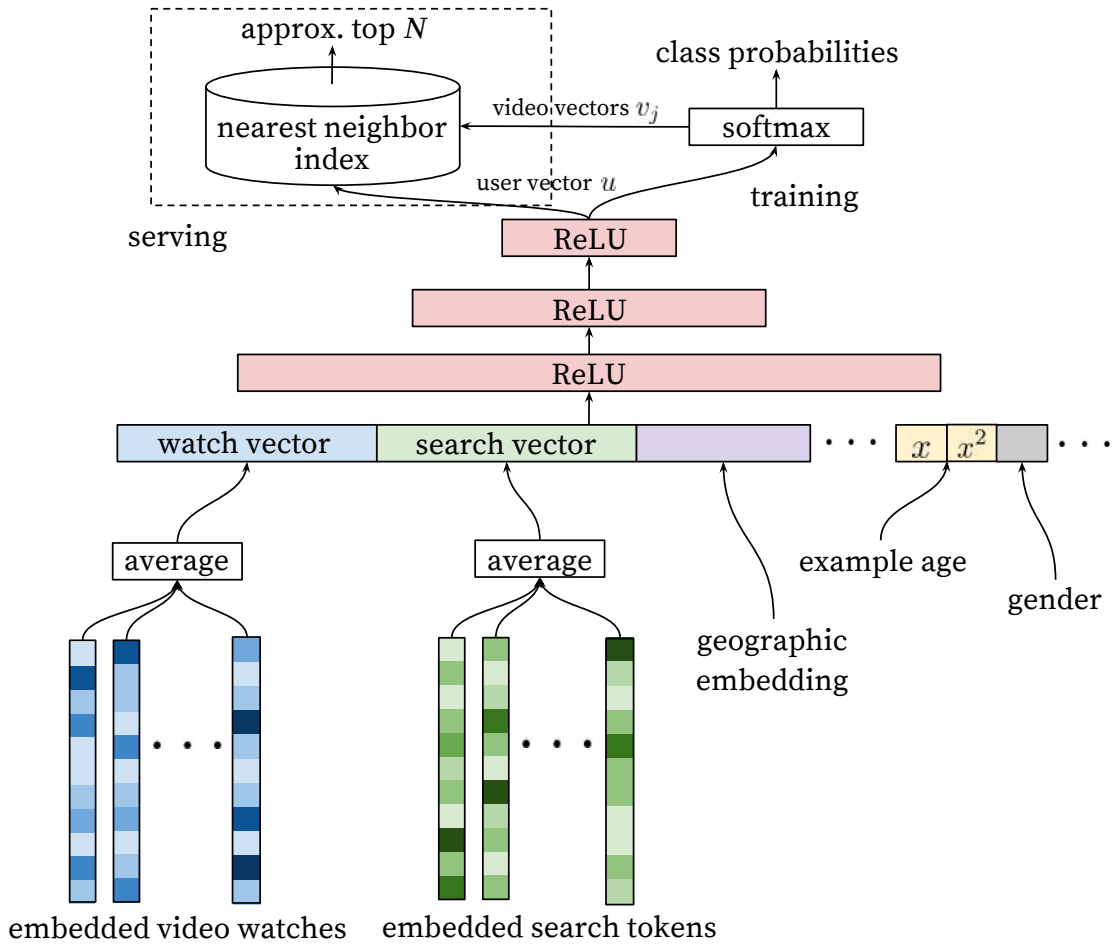 approx. top N
class probabilities
video vectors v_j
nearest neighbor
index
softmax
user vector u
training
serving
ReLU
ReLU
ReLU
watch vector
search vector
x
x²
average
average
example age
gender
geographic
embedding
embedded video watches
embedded search tokens